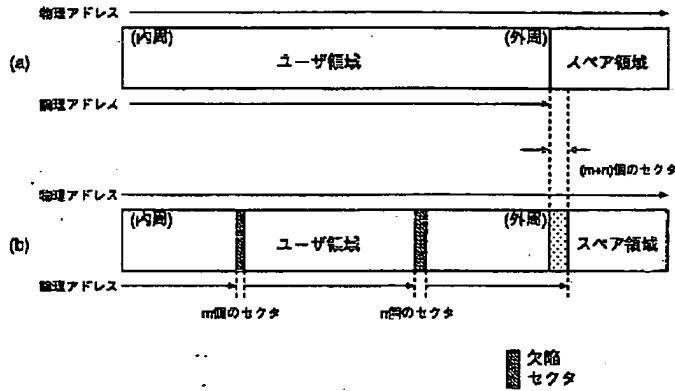 物理アドレス
(内周)
ユーザ領域
(外周)
スペア領域
(a)
論理アドレス
(m+n)個のセクタ
物理アドレス
(内周)
ユーザ領域
(外周)
スペア領域
(b)
論理アドレス
m個のセクタ
n個のセクタ
欠陥
セクタ